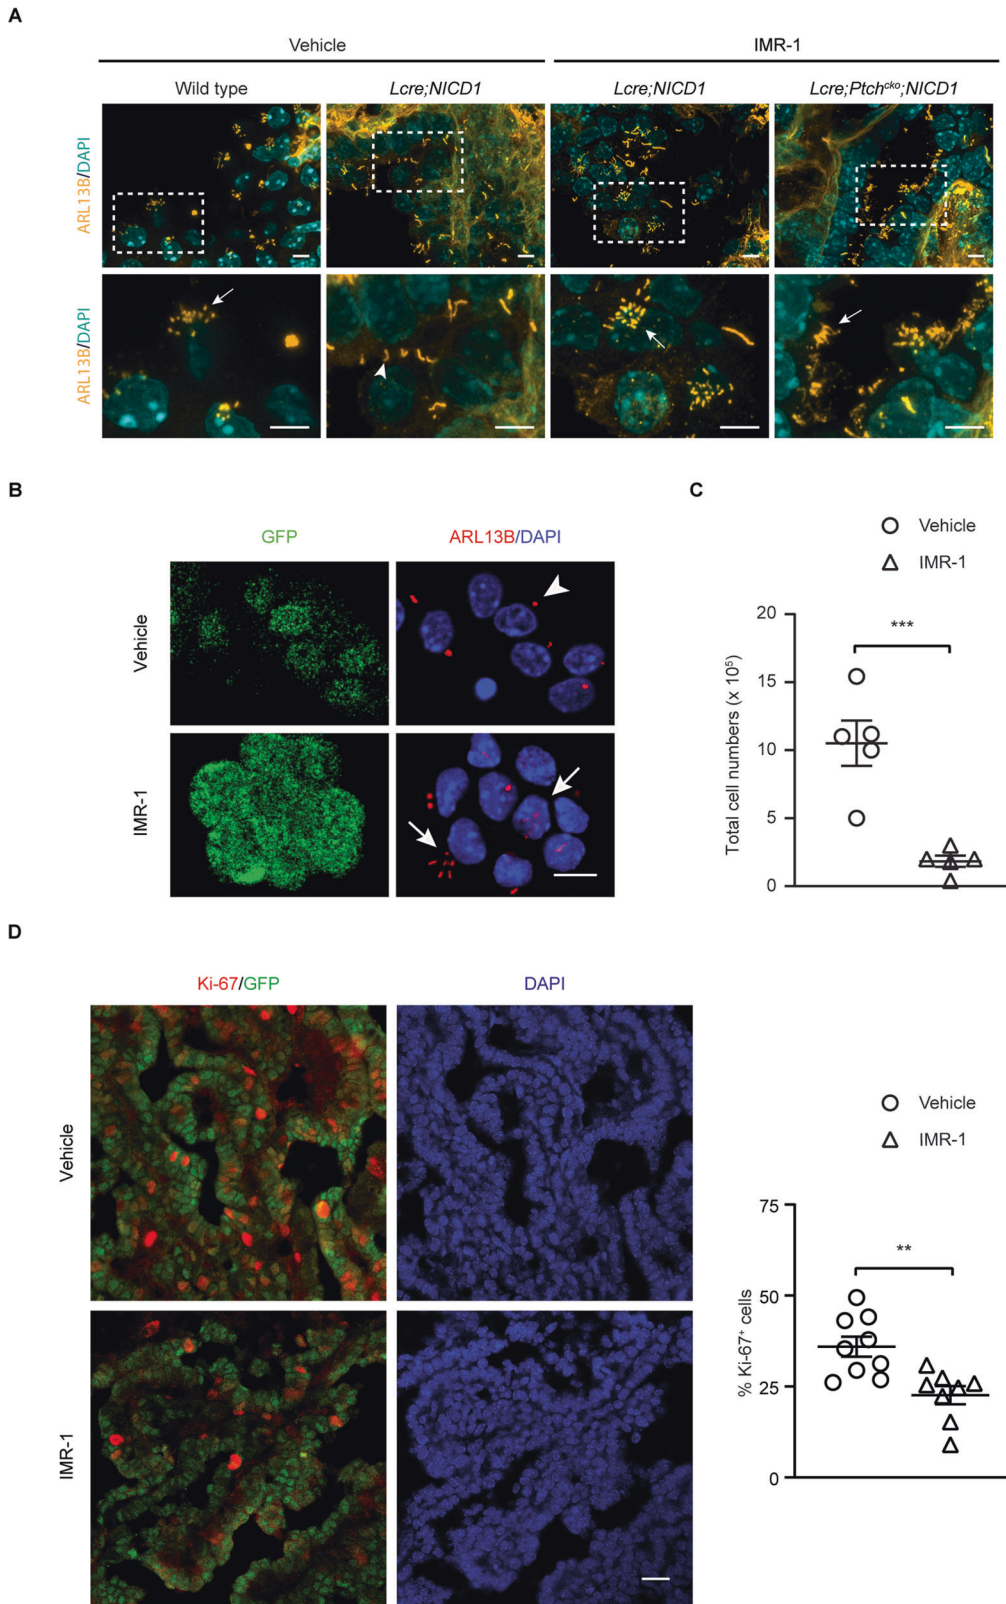 A
Vehicle
IMR-1
Wild type
Lcre;NICD1
Lcre;NICD1
Lcre;Ptchᶜᵏᵒ;NICD1
ARL13B/DAPI
ARL13B/DAPI
B
GFP
ARL13B/DAPI
Vehicle
IMR-1
C
Vehicle
IMR-1
Total cell numbers (x 10⁵)
20
15
10
5
0
***
D
Ki-67/GFP
DAPI
Vehicle
IMR-1
Vehicle
IMR-1
% Ki-67⁺ cells
75
50
25
0
**